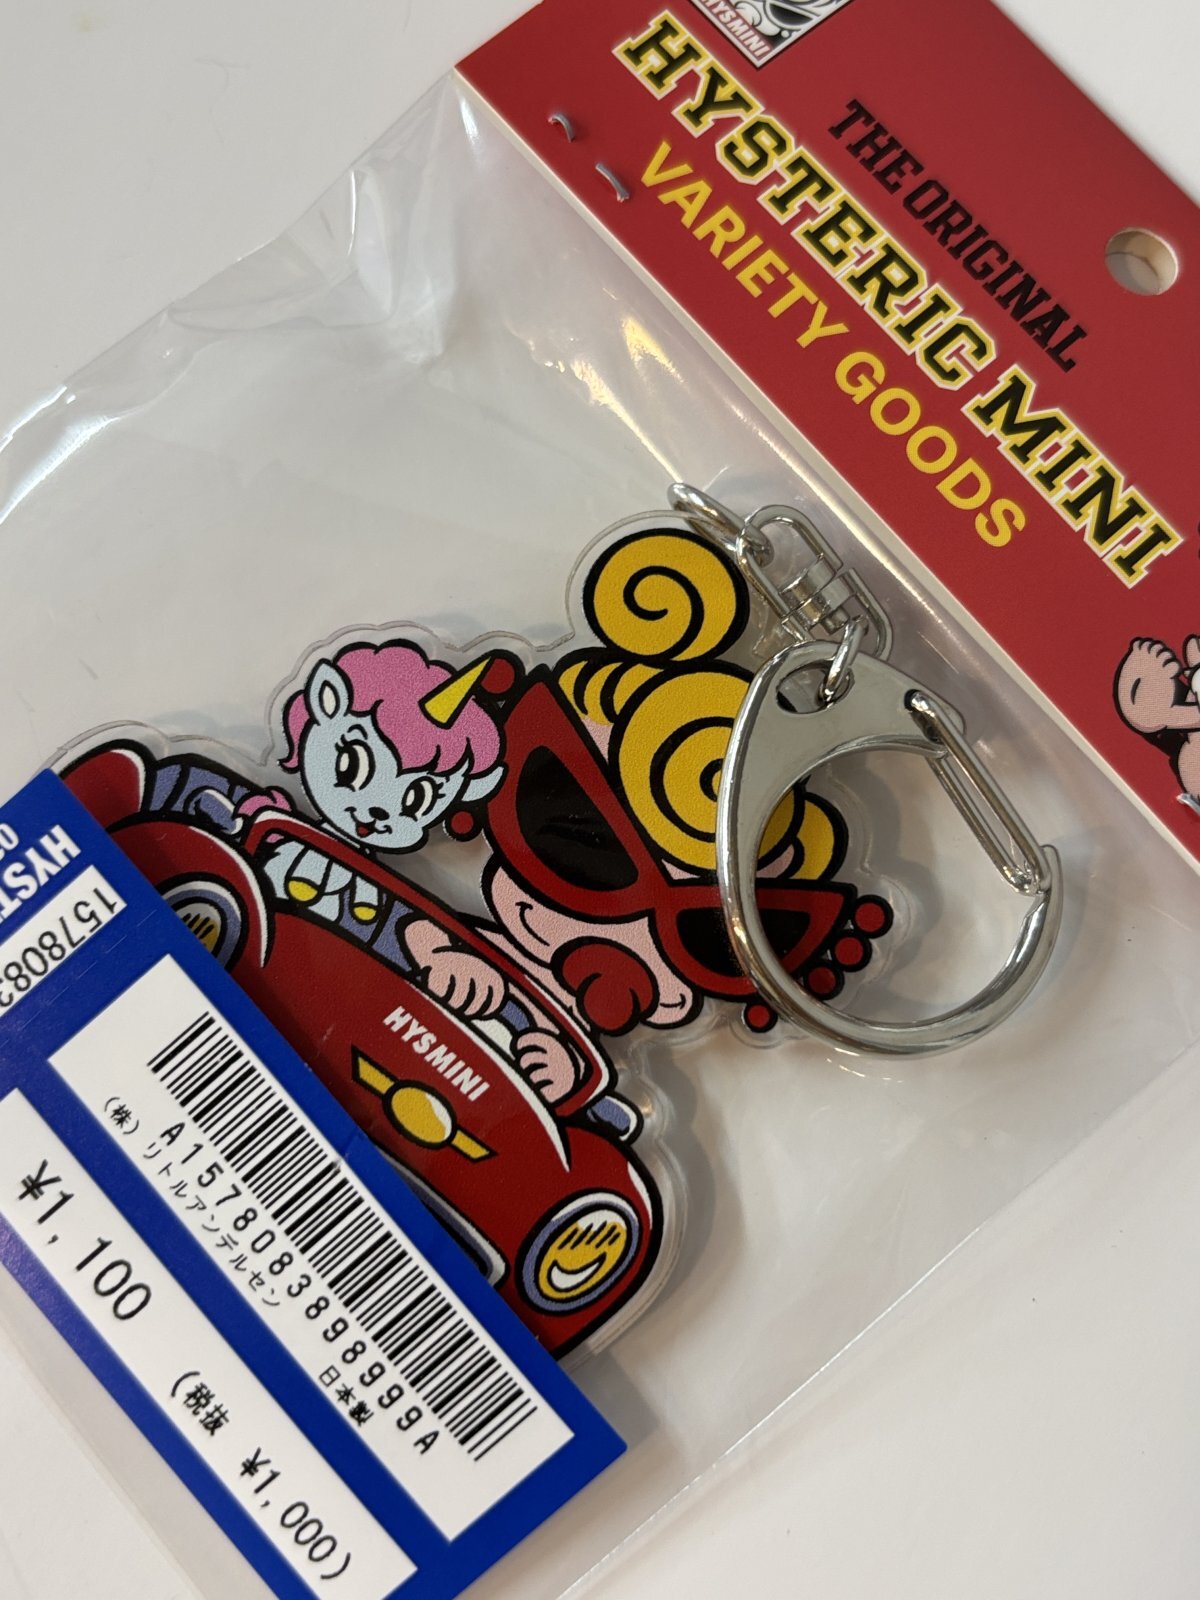 HYSMINI
THE ORIGINAL
HYSTERIC MINI
VARIETY GOODS
HYSMINI
A15780838989999A
(株)リトルアンデルセン
日本製
¥1,100
(税抜 ¥1,000)